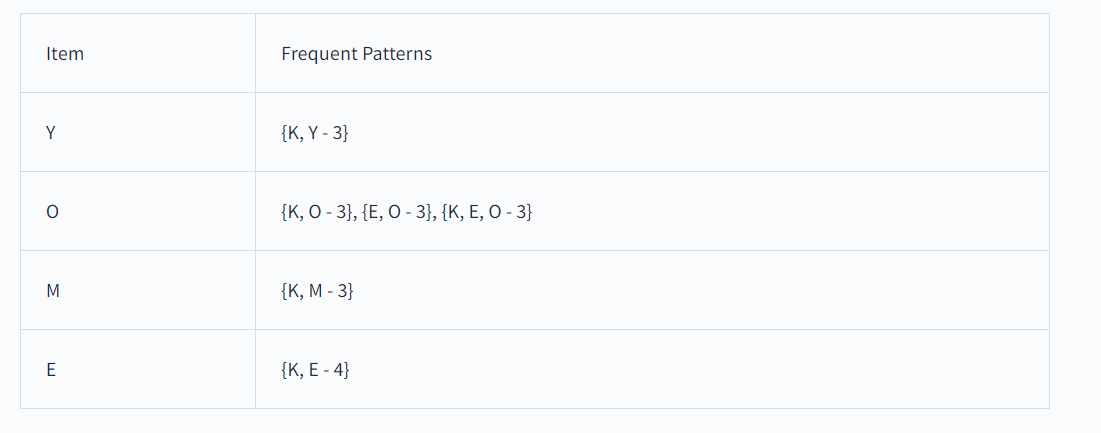 Item Frequent Patterns
Y {K, Y - 3}
O {K, O - 3}, {E, O - 3}, {K, E, O - 3}
M {K, M - 3}
E {K, E - 4}